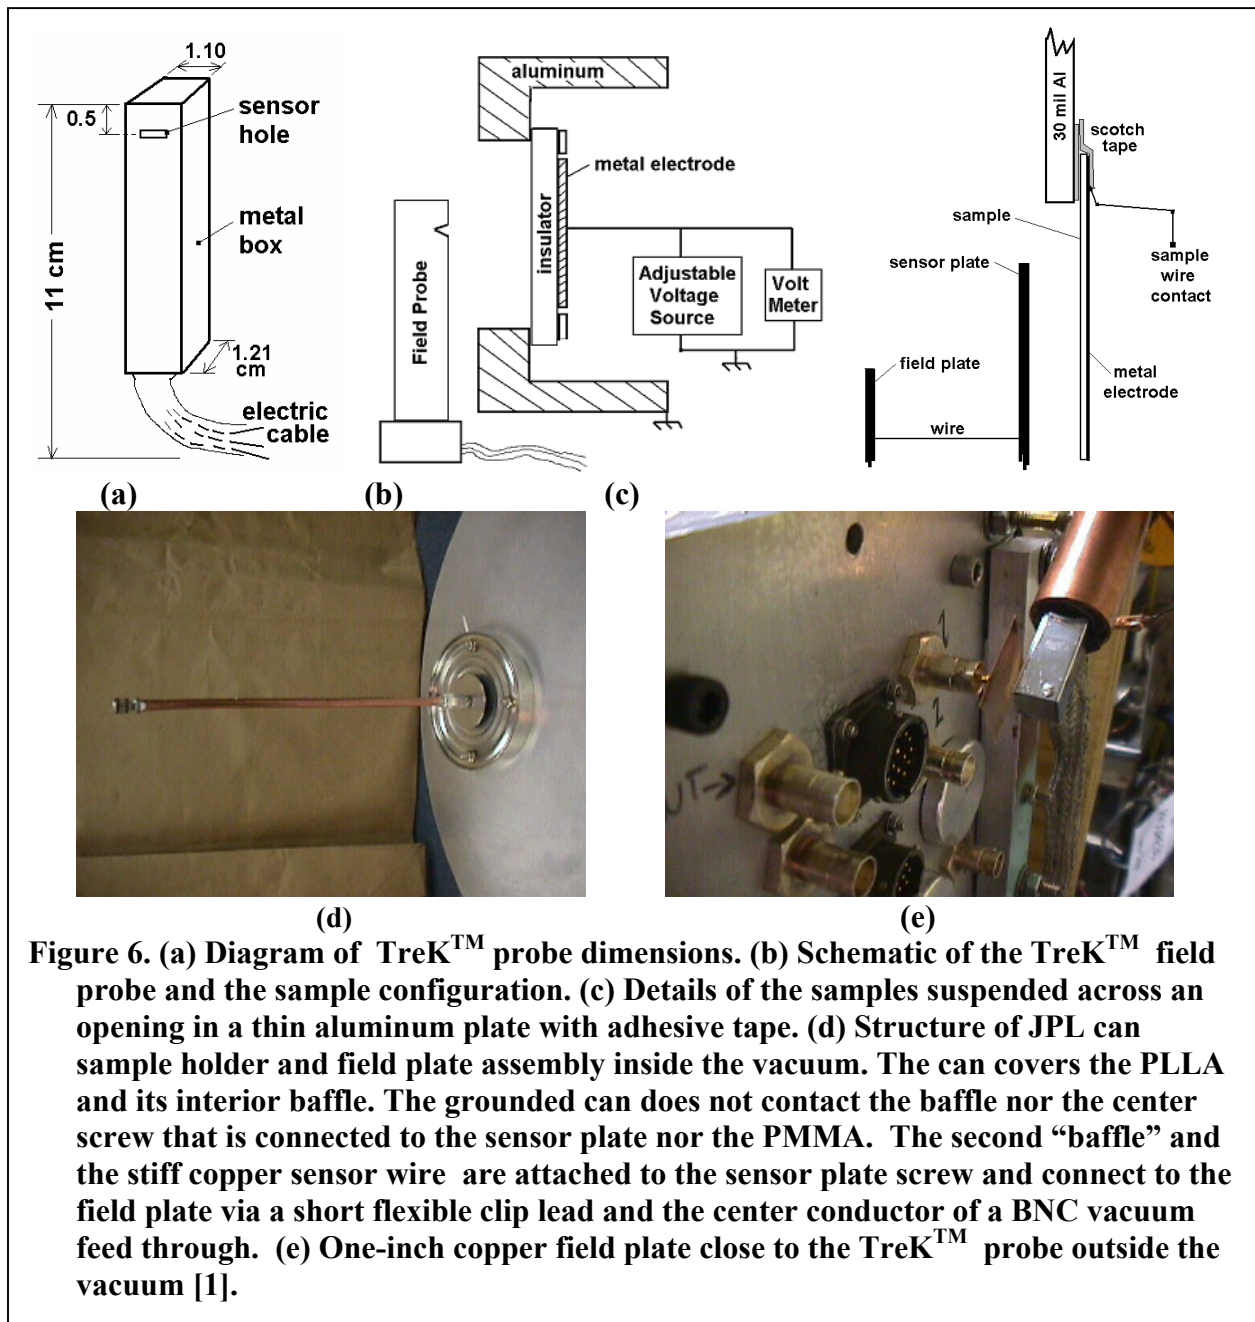 1.10
0.5
sensor
hole
metal
box
11 cm
1.21
cm
electric
cable
aluminum
metal electrode
insulator
Field Probe
Adjustable
Voltage
Source
Volt
Meter
30 mil Al
scotch
tape
sample
sensor plate
sample
wire
contact
field plate
metal
electrode
wire
(a) (b) (c)
2
2
UT→
(d) (e)
Figure 6. (a) Diagram of TreK™ probe dimensions. (b) Schematic of the TreK™ field
probe and the sample configuration. (c) Details of the samples suspended across an
opening in a thin aluminum plate with adhesive tape. (d) Structure of JPL can
sample holder and field plate assembly inside the vacuum. The can covers the PLLA
and its interior baffle. The grounded can does not contact the baffle nor the center
screw that is connected to the sensor plate nor the PMMA. The second “baffle” and
the stiff copper sensor wire are attached to the sensor plate screw and connect to the
field plate via a short flexible clip lead and the center conductor of a BNC vacuum
feed through. (e) One-inch copper field plate close to the TreK™ probe outside the
vacuum [1].